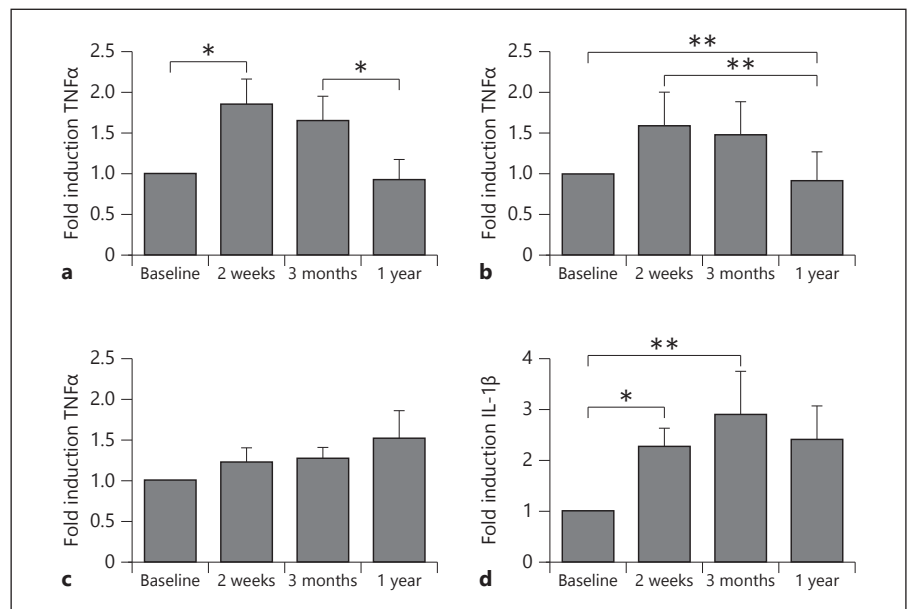 Fold induction TNFα
2.5
2.0
1.5
1.0
0.5
0
*
*
a
Baseline
2 weeks
3 months
1 year
Fold induction TNFα
2.5
2.0
1.5
1.0
0.5
0
**
**
b
Baseline
2 weeks
3 months
1 year
Fold induction TNFα
2.5
2.0
1.5
1.0
0.5
0
c
Baseline
2 weeks
3 months
1 year
Fold induction IL-1β
4
3
2
1
0
**
*
d
Baseline
2 weeks
3 months
1 year